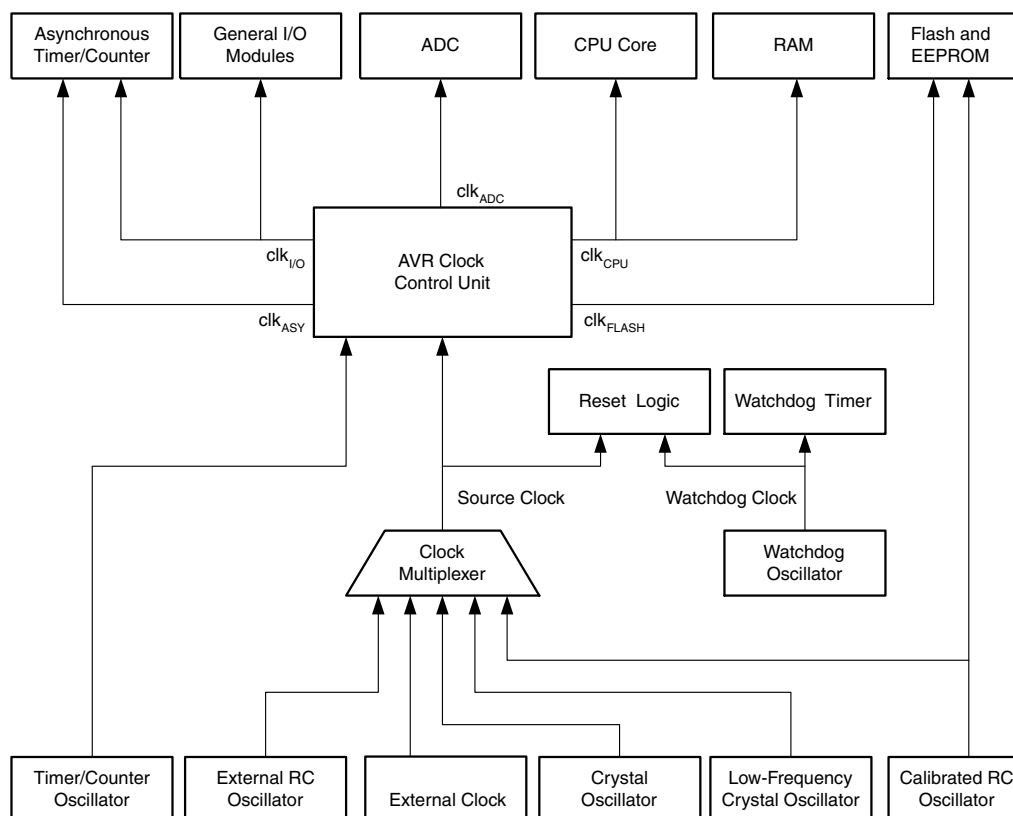 Asynchronous
Timer/Counter
General I/O
Modules
ADC
CPU Core
RAM
Flash and
EEPROM
clkADC
clkI/O
AVR Clock
Control Unit
clkCPU
clkASY
clkFLASH
Reset Logic
Watchdog Timer
Source Clock
Watchdog Clock
Clock
Multiplexer
Watchdog
Oscillator
Timer/Counter
Oscillator
External RC
Oscillator
External Clock
Crystal
Oscillator
Low-Frequency
Crystal Oscillator
Calibrated RC
Oscillator